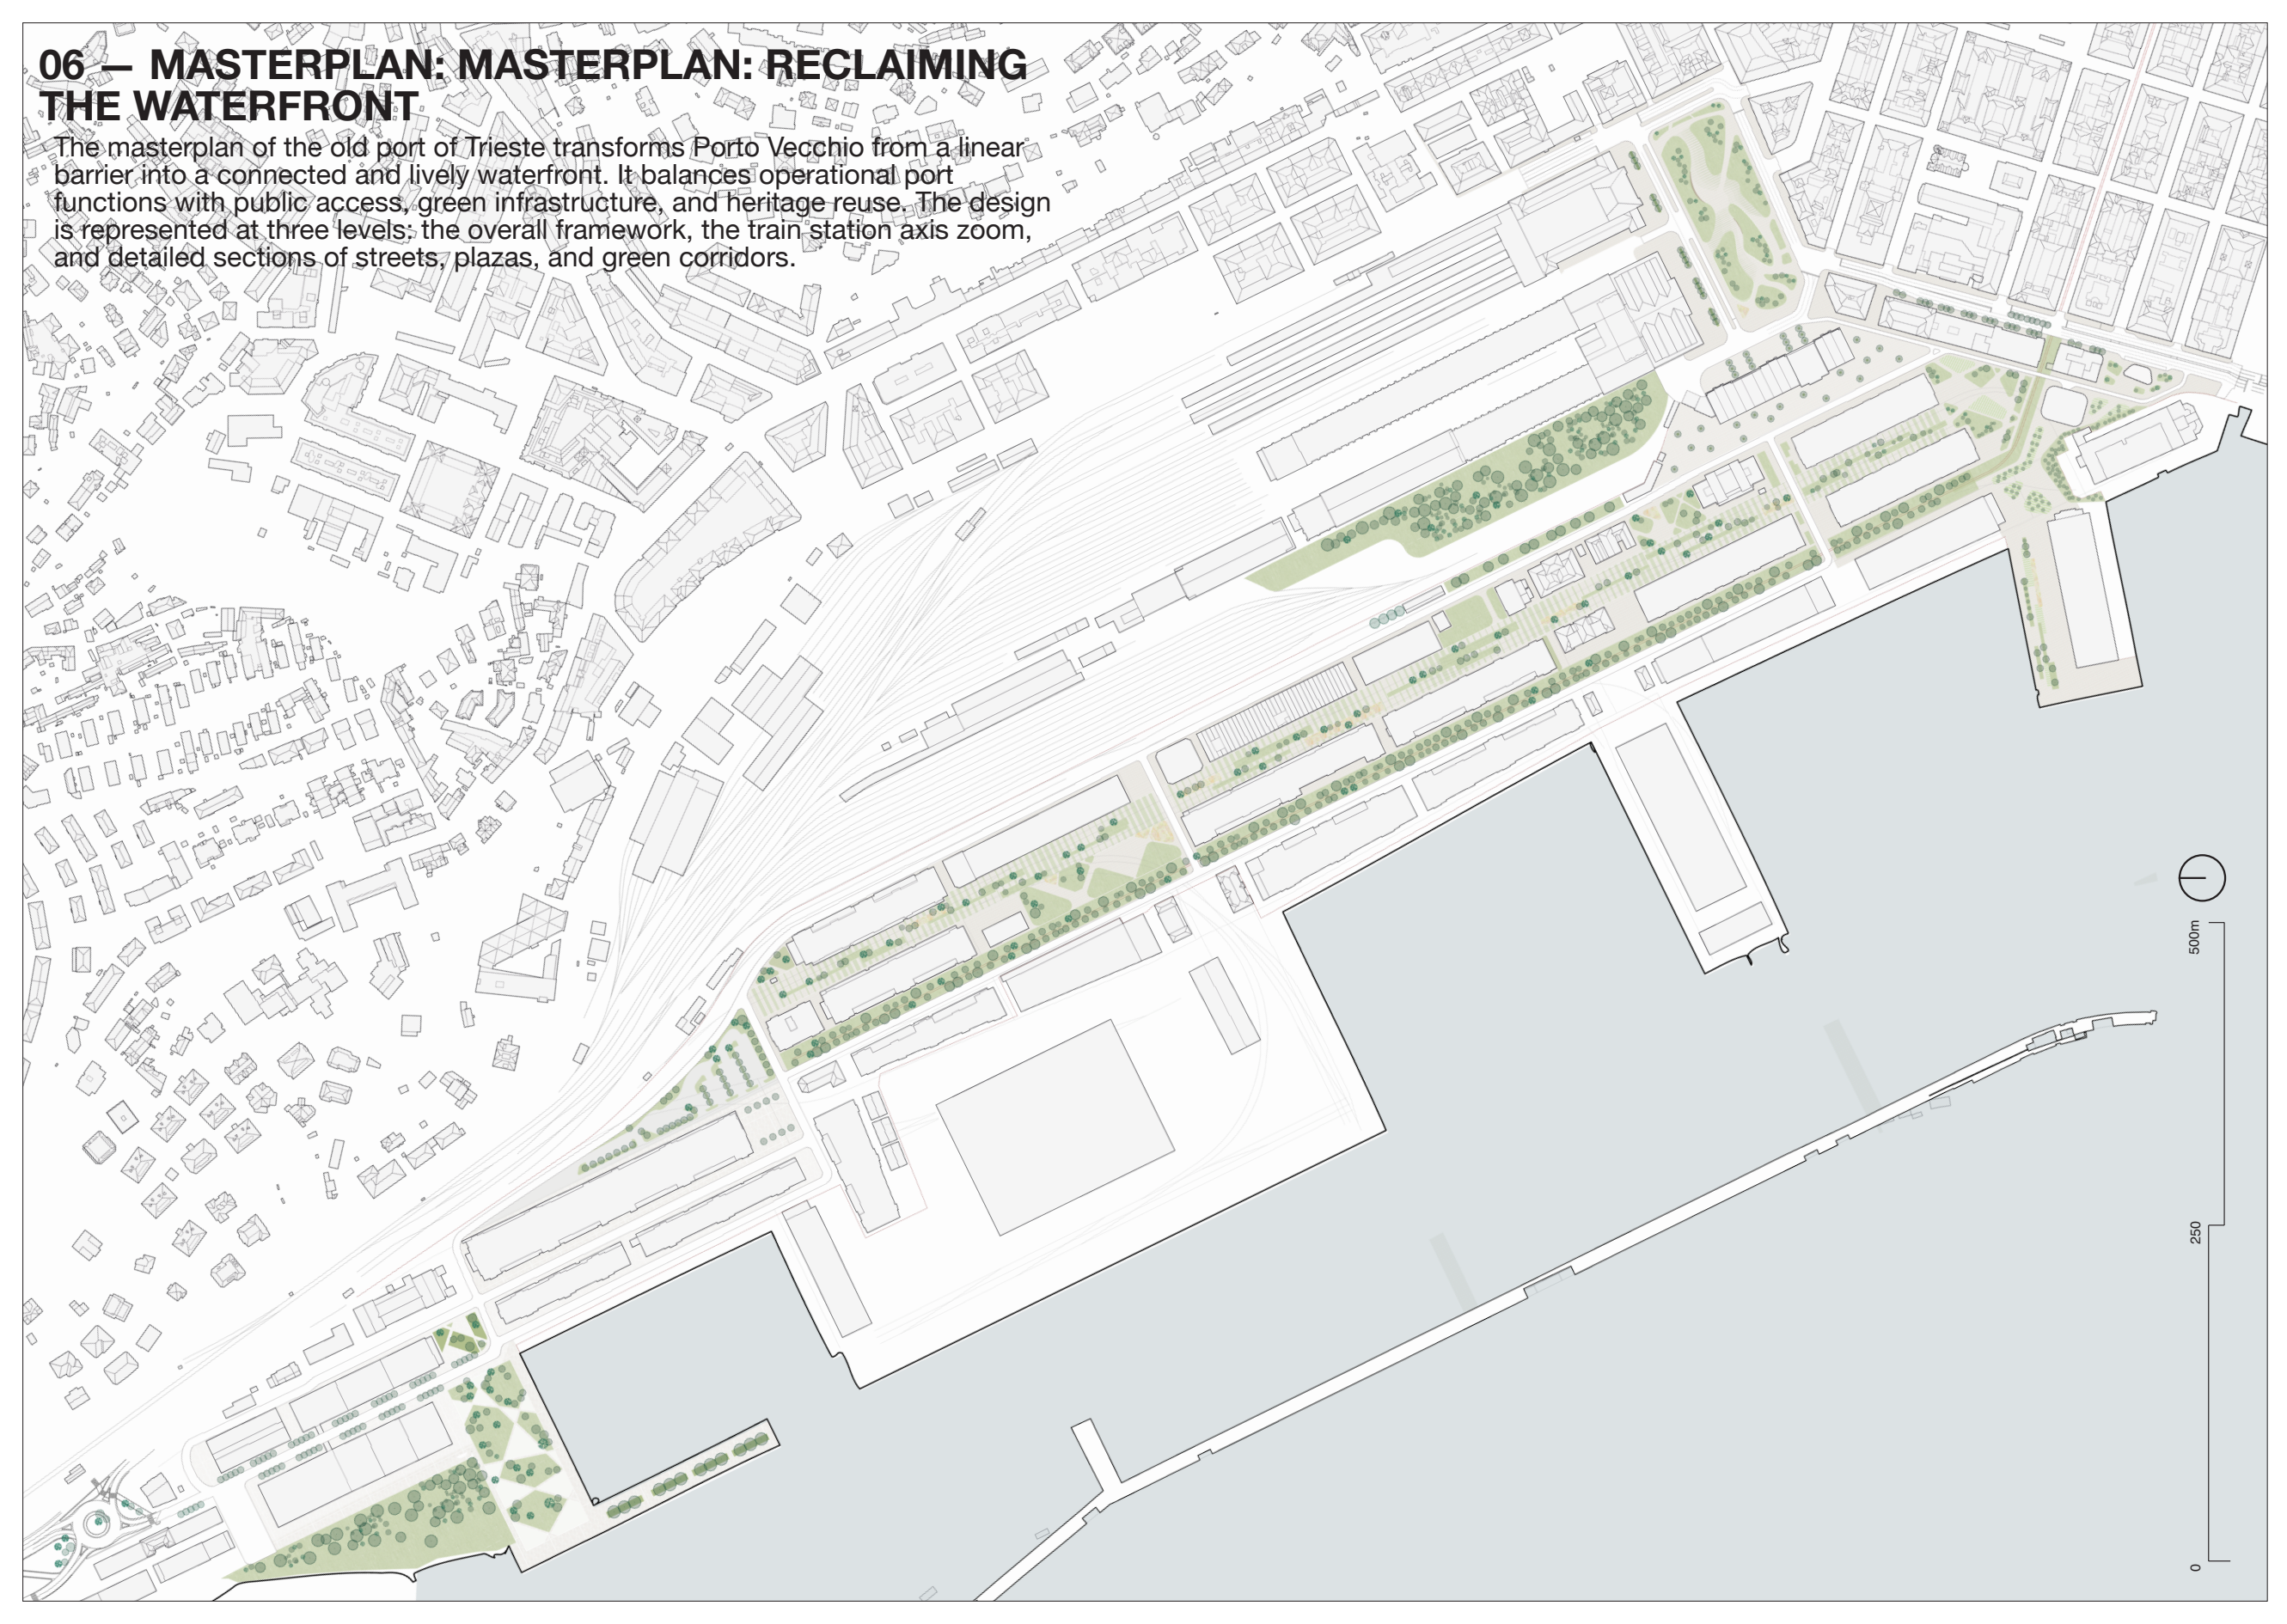 06 — MASTERPLAN: MASTERPLAN: RECLAIMING
THE WATERFRONT
The masterplan of the old port of Trieste transforms Porto Vecchio from a linear
barrier into a connected and lively waterfront. It balances operational port
functions with public access, green infrastructure, and heritage reuse. The design
is represented at three levels: the overall framework, the train station axis zoom,
and detailed sections of streets, plazas, and green corridors.
500m
250
0